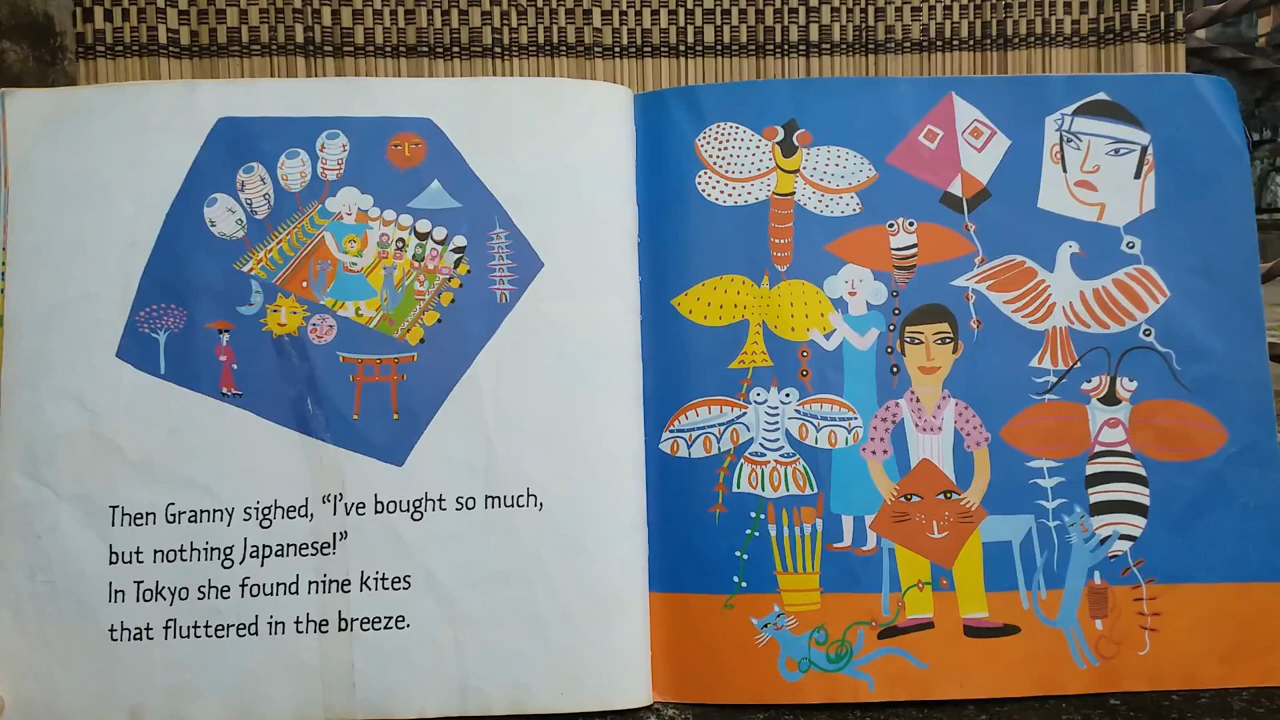 Then Granny sighed, “I’ve bought so much,
but nothing Japanese!”
In Tokyo she found nine kites
that fluttered in the breeze.